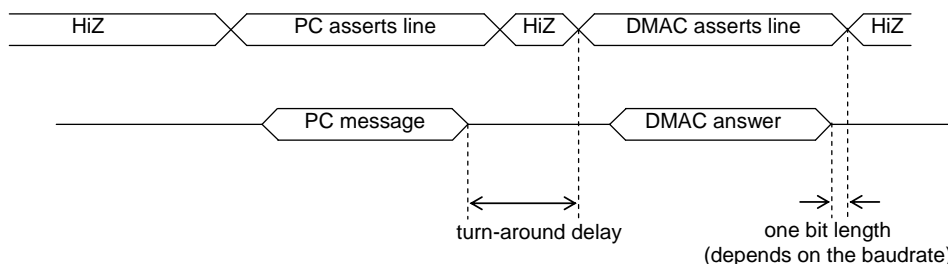 HiZ
PC asserts line
HiZ
DMAC asserts line
HiZ
PC message
DMAC answer
turn-around delay
one bit length
(depends on the baudrate)